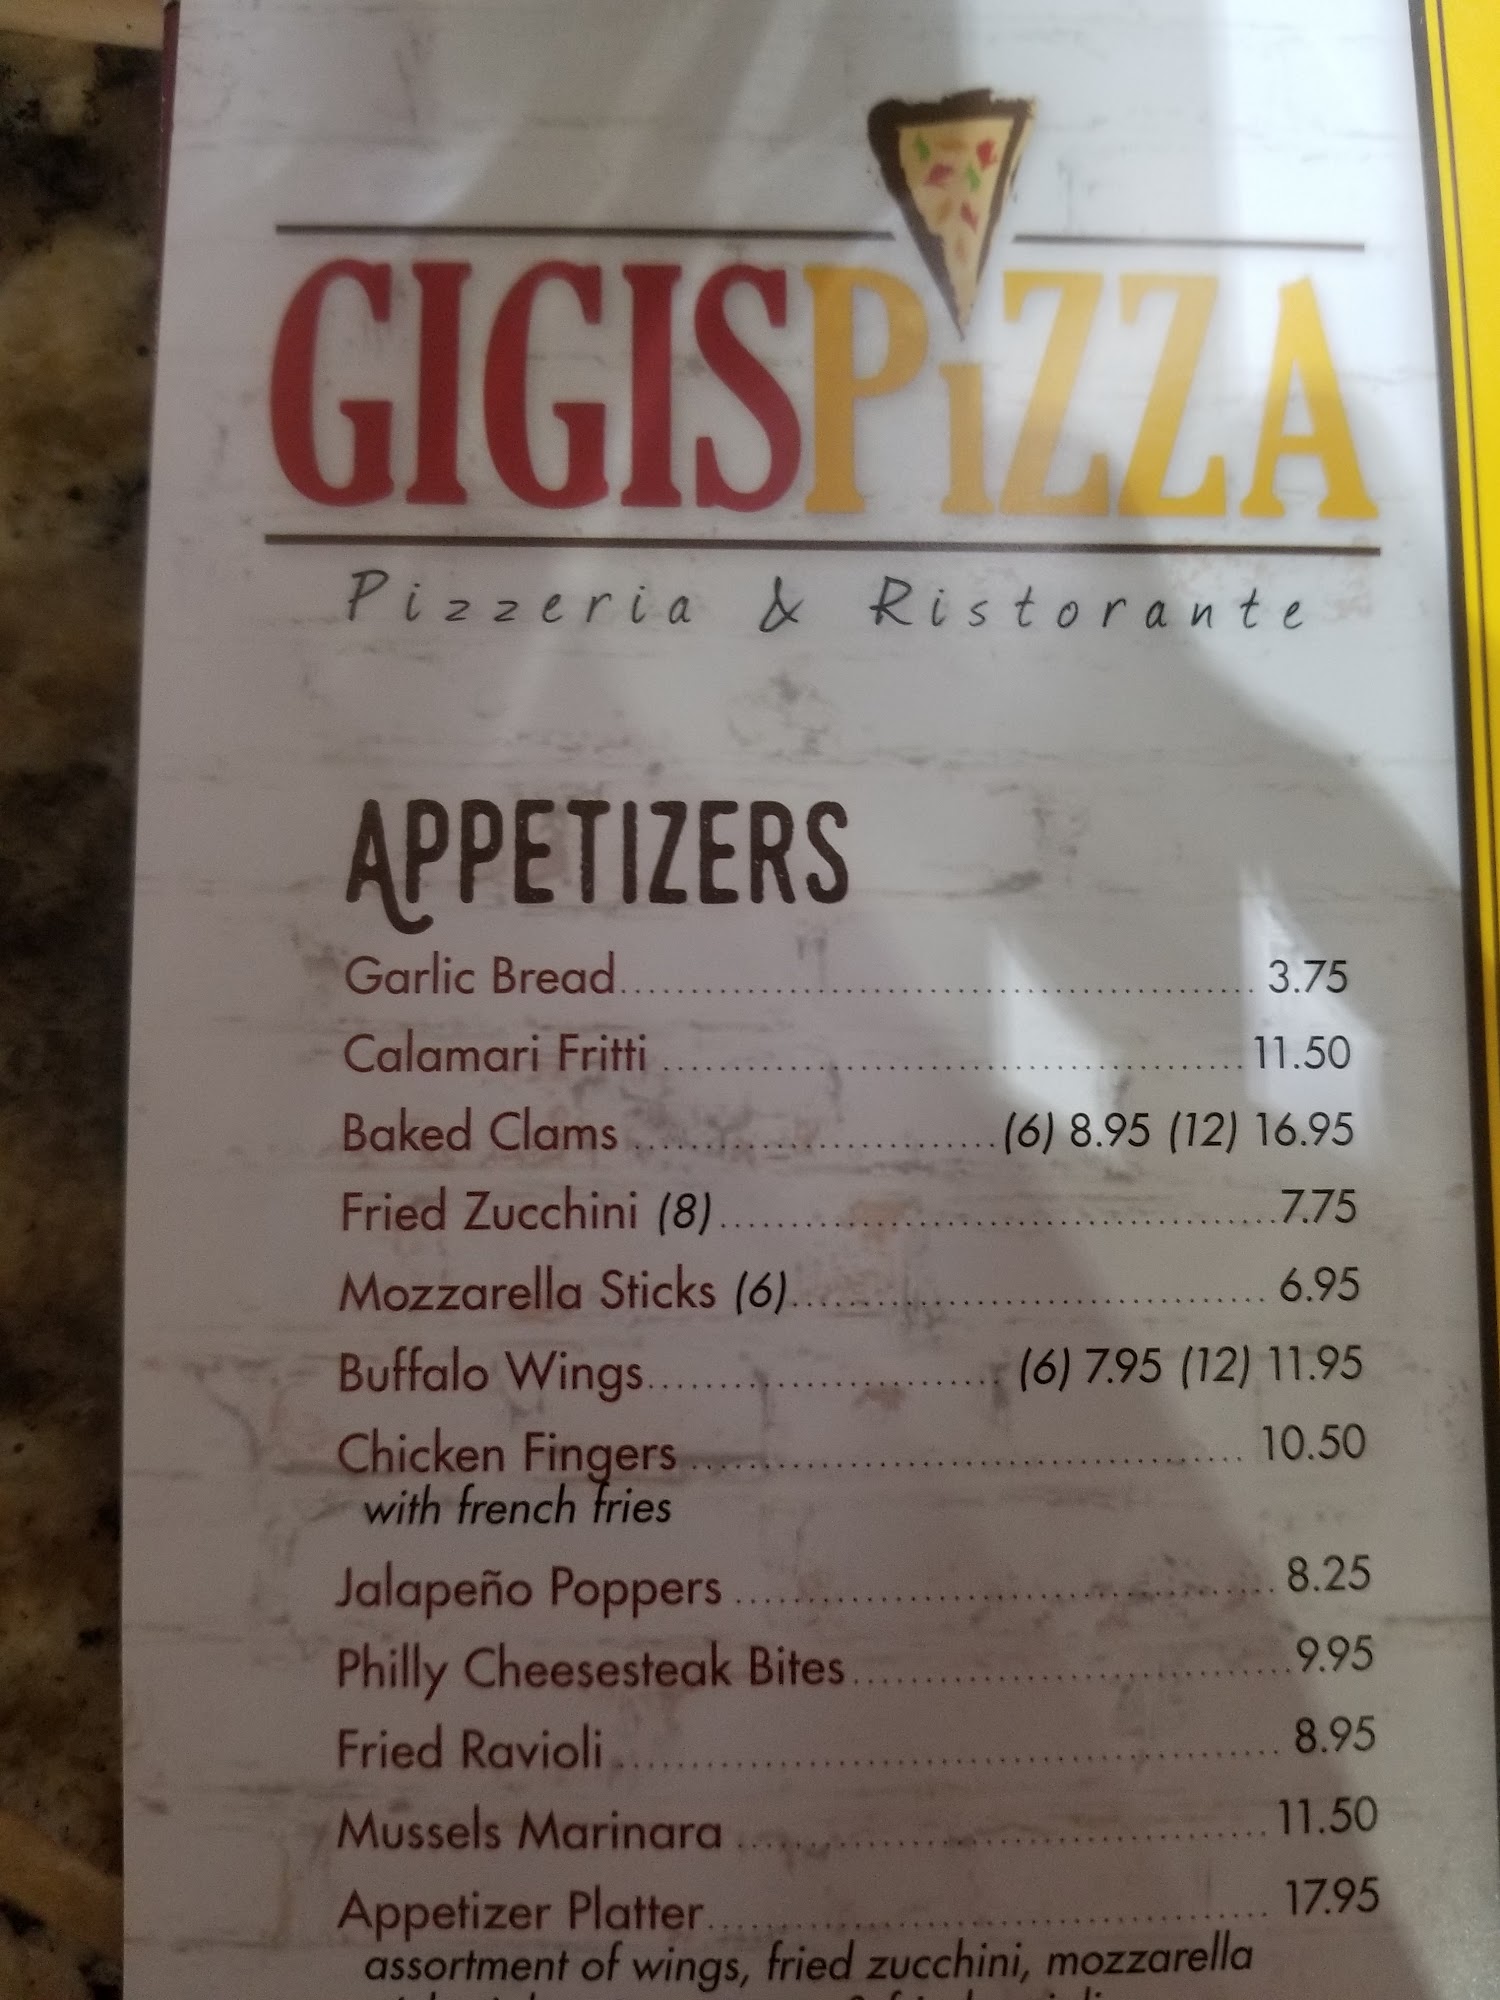 GIGISPiZZA
Pizzeria & Ristorante
APPETIZERS
Garlic Bread.......... 3.75
Calamari Fritti .......... 11.50
Baked Clams .......... (6) 8.95 (12) 16.95
Fried Zucchini (8).......... 7.75
Mozzarella Sticks (6).......... 6.95
Buffalo Wings.......... (6) 7.95 (12) 11.95
Chicken Fingers .......... 10.50
with french fries
Jalapeño Poppers .......... 8.25
Philly Cheesesteak Bites.......... 9.95
Fried Ravioli .......... 8.95
Mussels Marinara .......... 11.50
Appetizer Platter.......... 17.95
assortment of wings, fried zucchini, mozzarella